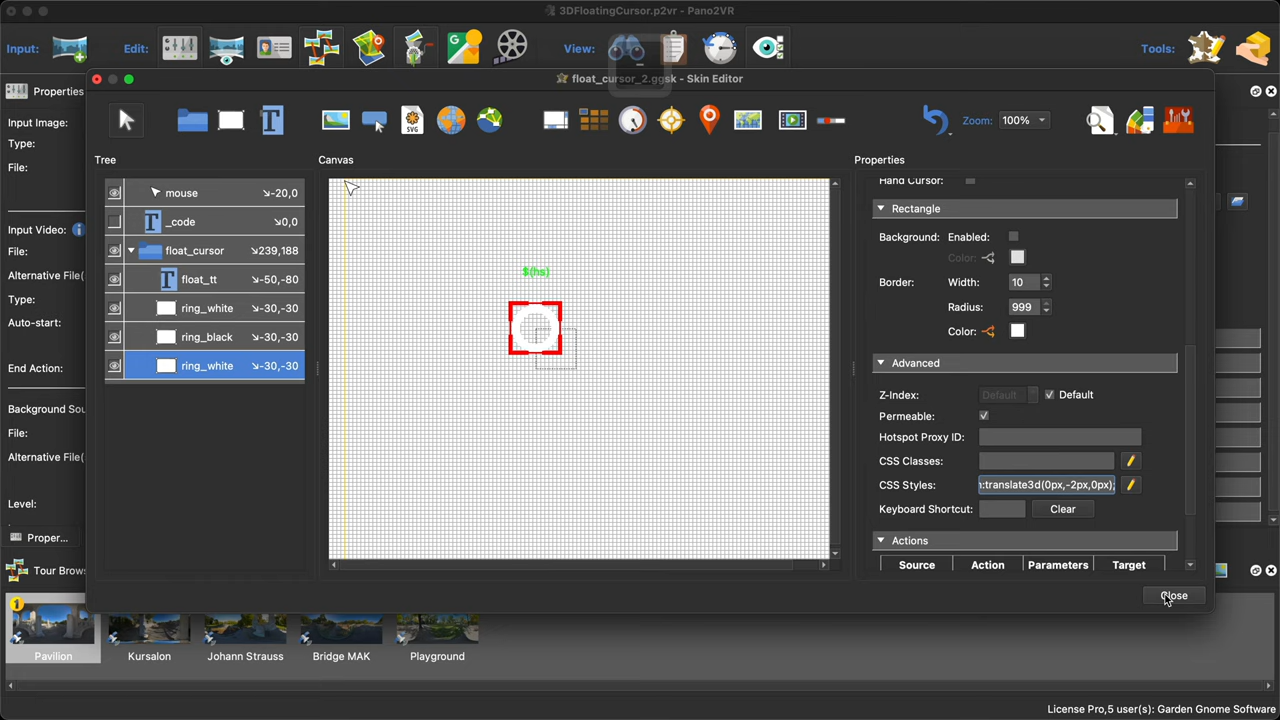 3DFloatingCursor.p2vr - Pano2VR
Input:
Edit:
View:
Tools:
float_cursor_2.ggsk - Skin Editor
Properties
Input Image:
Type:
File:
Input Video:
File:
Alternative File(
Type:
Auto-start:
End Action:
Background Sou
File:
Alternative File(
Level:
Proper...
Tour Brow
Zoom: 100%
Tree
Canvas
Properties
mouse ↘-20,0
_code ↘0,0
float_cursor ↘239,188
float_tt ↘-50,-80
ring_white ↘-30,-30
ring_black ↘-30,-30
ring_white ↘-30,-30
$(hs)
Hand Cursor:
Rectangle
Background: Enabled:
Color:
Border: Width: 10
Radius: 999
Color:
Advanced
Z-Index: Default Default
Permeable:
Hotspot Proxy ID:
CSS Classes:
CSS Styles: :translate3d(0px,-2px,0px);
Keyboard Shortcut: Clear
Actions
Source Action Parameters Target
Close
1
Pavilion
Kursalon
Johann Strauss
Bridge MAK
Playground
License Pro,5 user(s): Garden Gnome Software